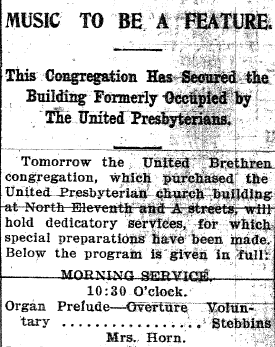 MUSIC TO BE A FEATURE.
This Congregation Has Secured the
Building Formerly Occupied by
The United Presbyterians.
Tomorrow the United Brethren
congregation, which purchased the
United Presbyterian church building
at North Eleventh and A streets, will
hold dedicatory services, for which
special preparations have been made.
Below the program is given in full:
MORNING SERVICE.
10:30 O'clock.
Organ Prelude—Overture Volun-
tary ................. Stebbins
Mrs. Horn.